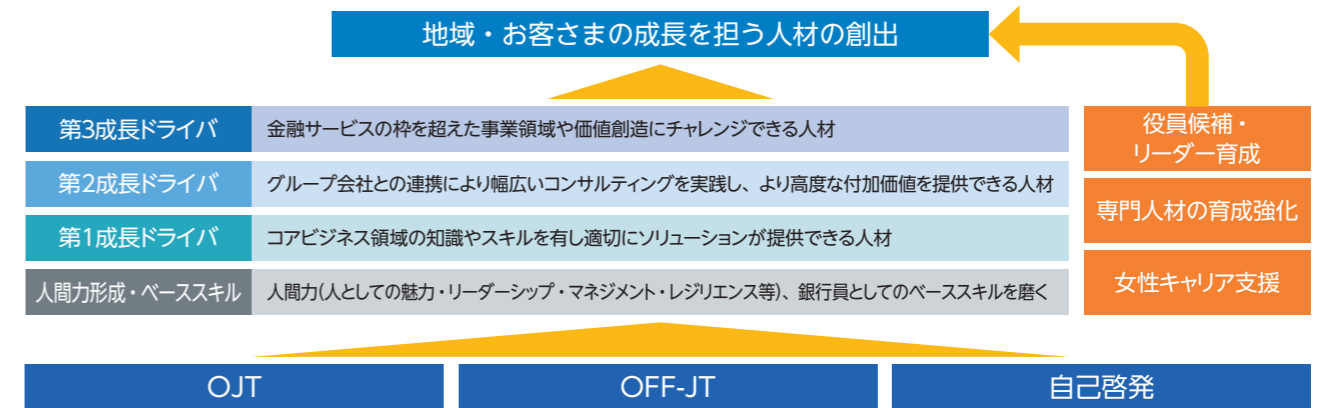 地域・お客さまの成長を担う人材の創出
第3成長ドライバ
金融サービスの枠を超えた事業領域や価値創造にチャレンジできる人材
第2成長ドライバ
グループ会社との連携により幅広いコンサルティングを実践し、より高度な付加価値を提供できる人材
第1成長ドライバ
コアビジネス領域の知識やスキルを有し適切にソリューションが提供できる人材
人間力形成・ベーススキル
人間力(人としての魅力・リーダーシップ・マネジメント・レジリエンス等)、銀行員としてのベーススキルを磨く
役員候補・
リーダー育成
専門人材の育成強化
女性キャリア支援
OJT
OFF-JT
自己啓発